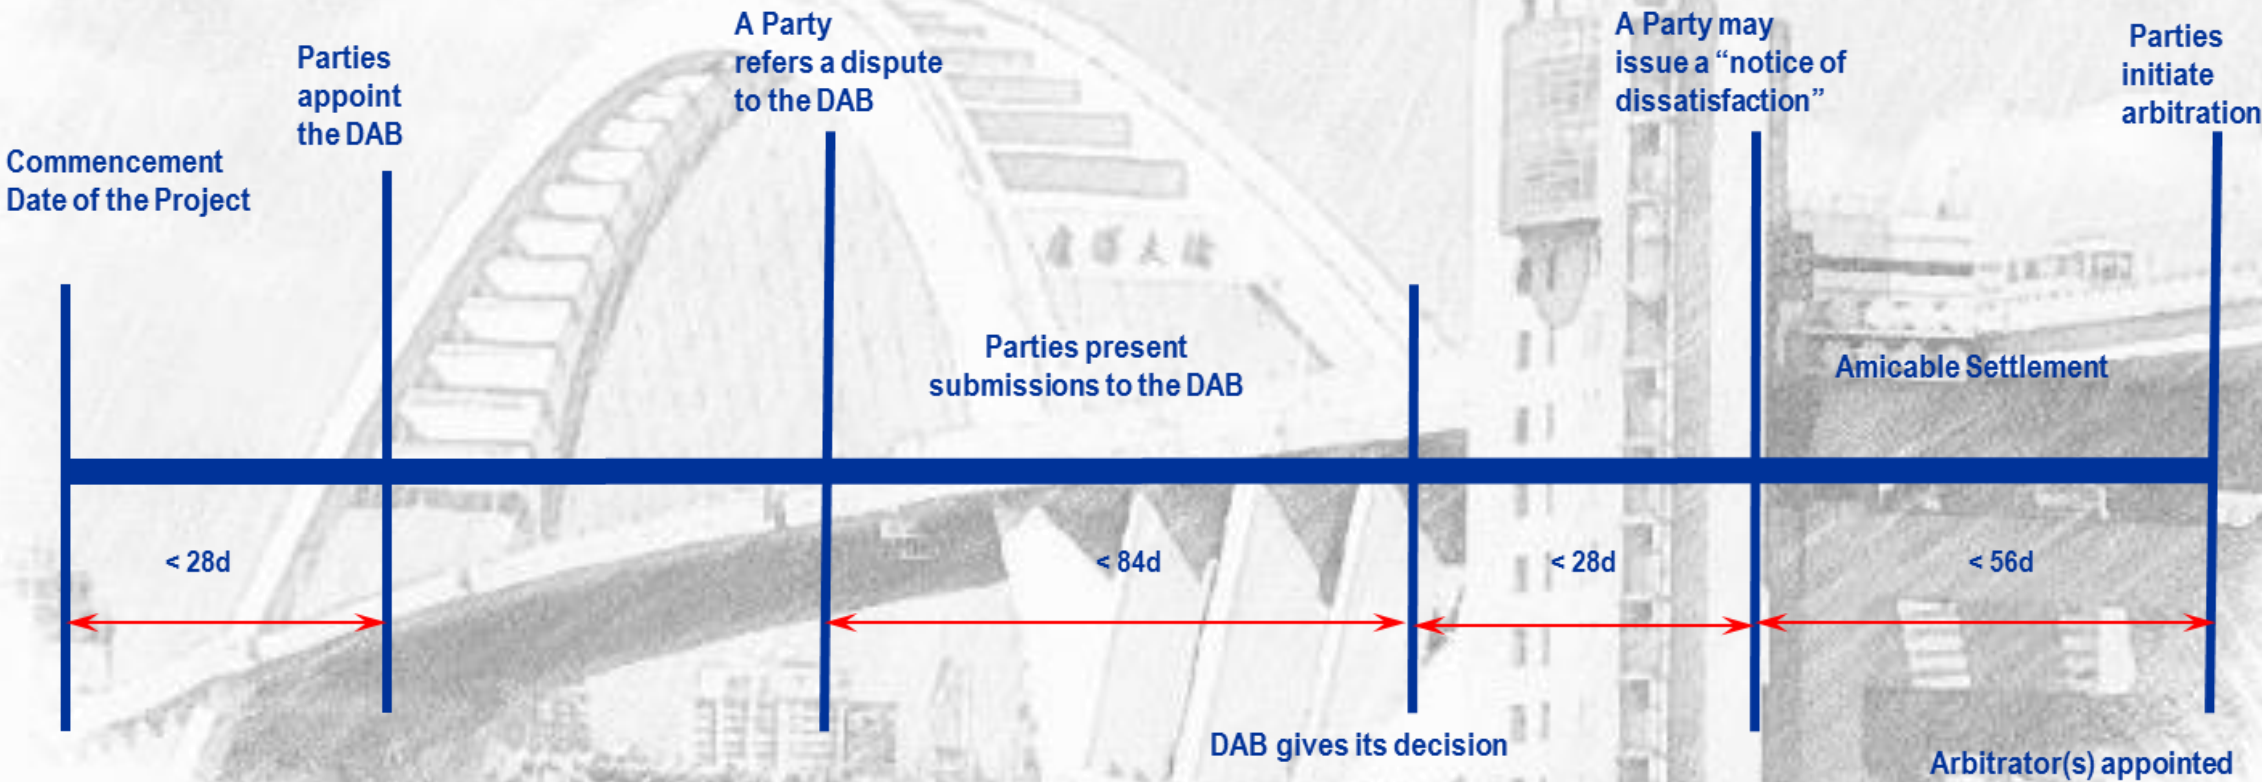 Commencement
Date of the Project
Parties
appoint
the DAB
A Party
refers a dispute
to the DAB
Parties present
submissions to the DAB
A Party may
issue a “notice of
dissatisfaction”
Amicable Settlement
Parties
initiate
arbitration
< 28d
< 84d
< 28d
< 56d
DAB gives its decision
Arbitrator(s) appointed